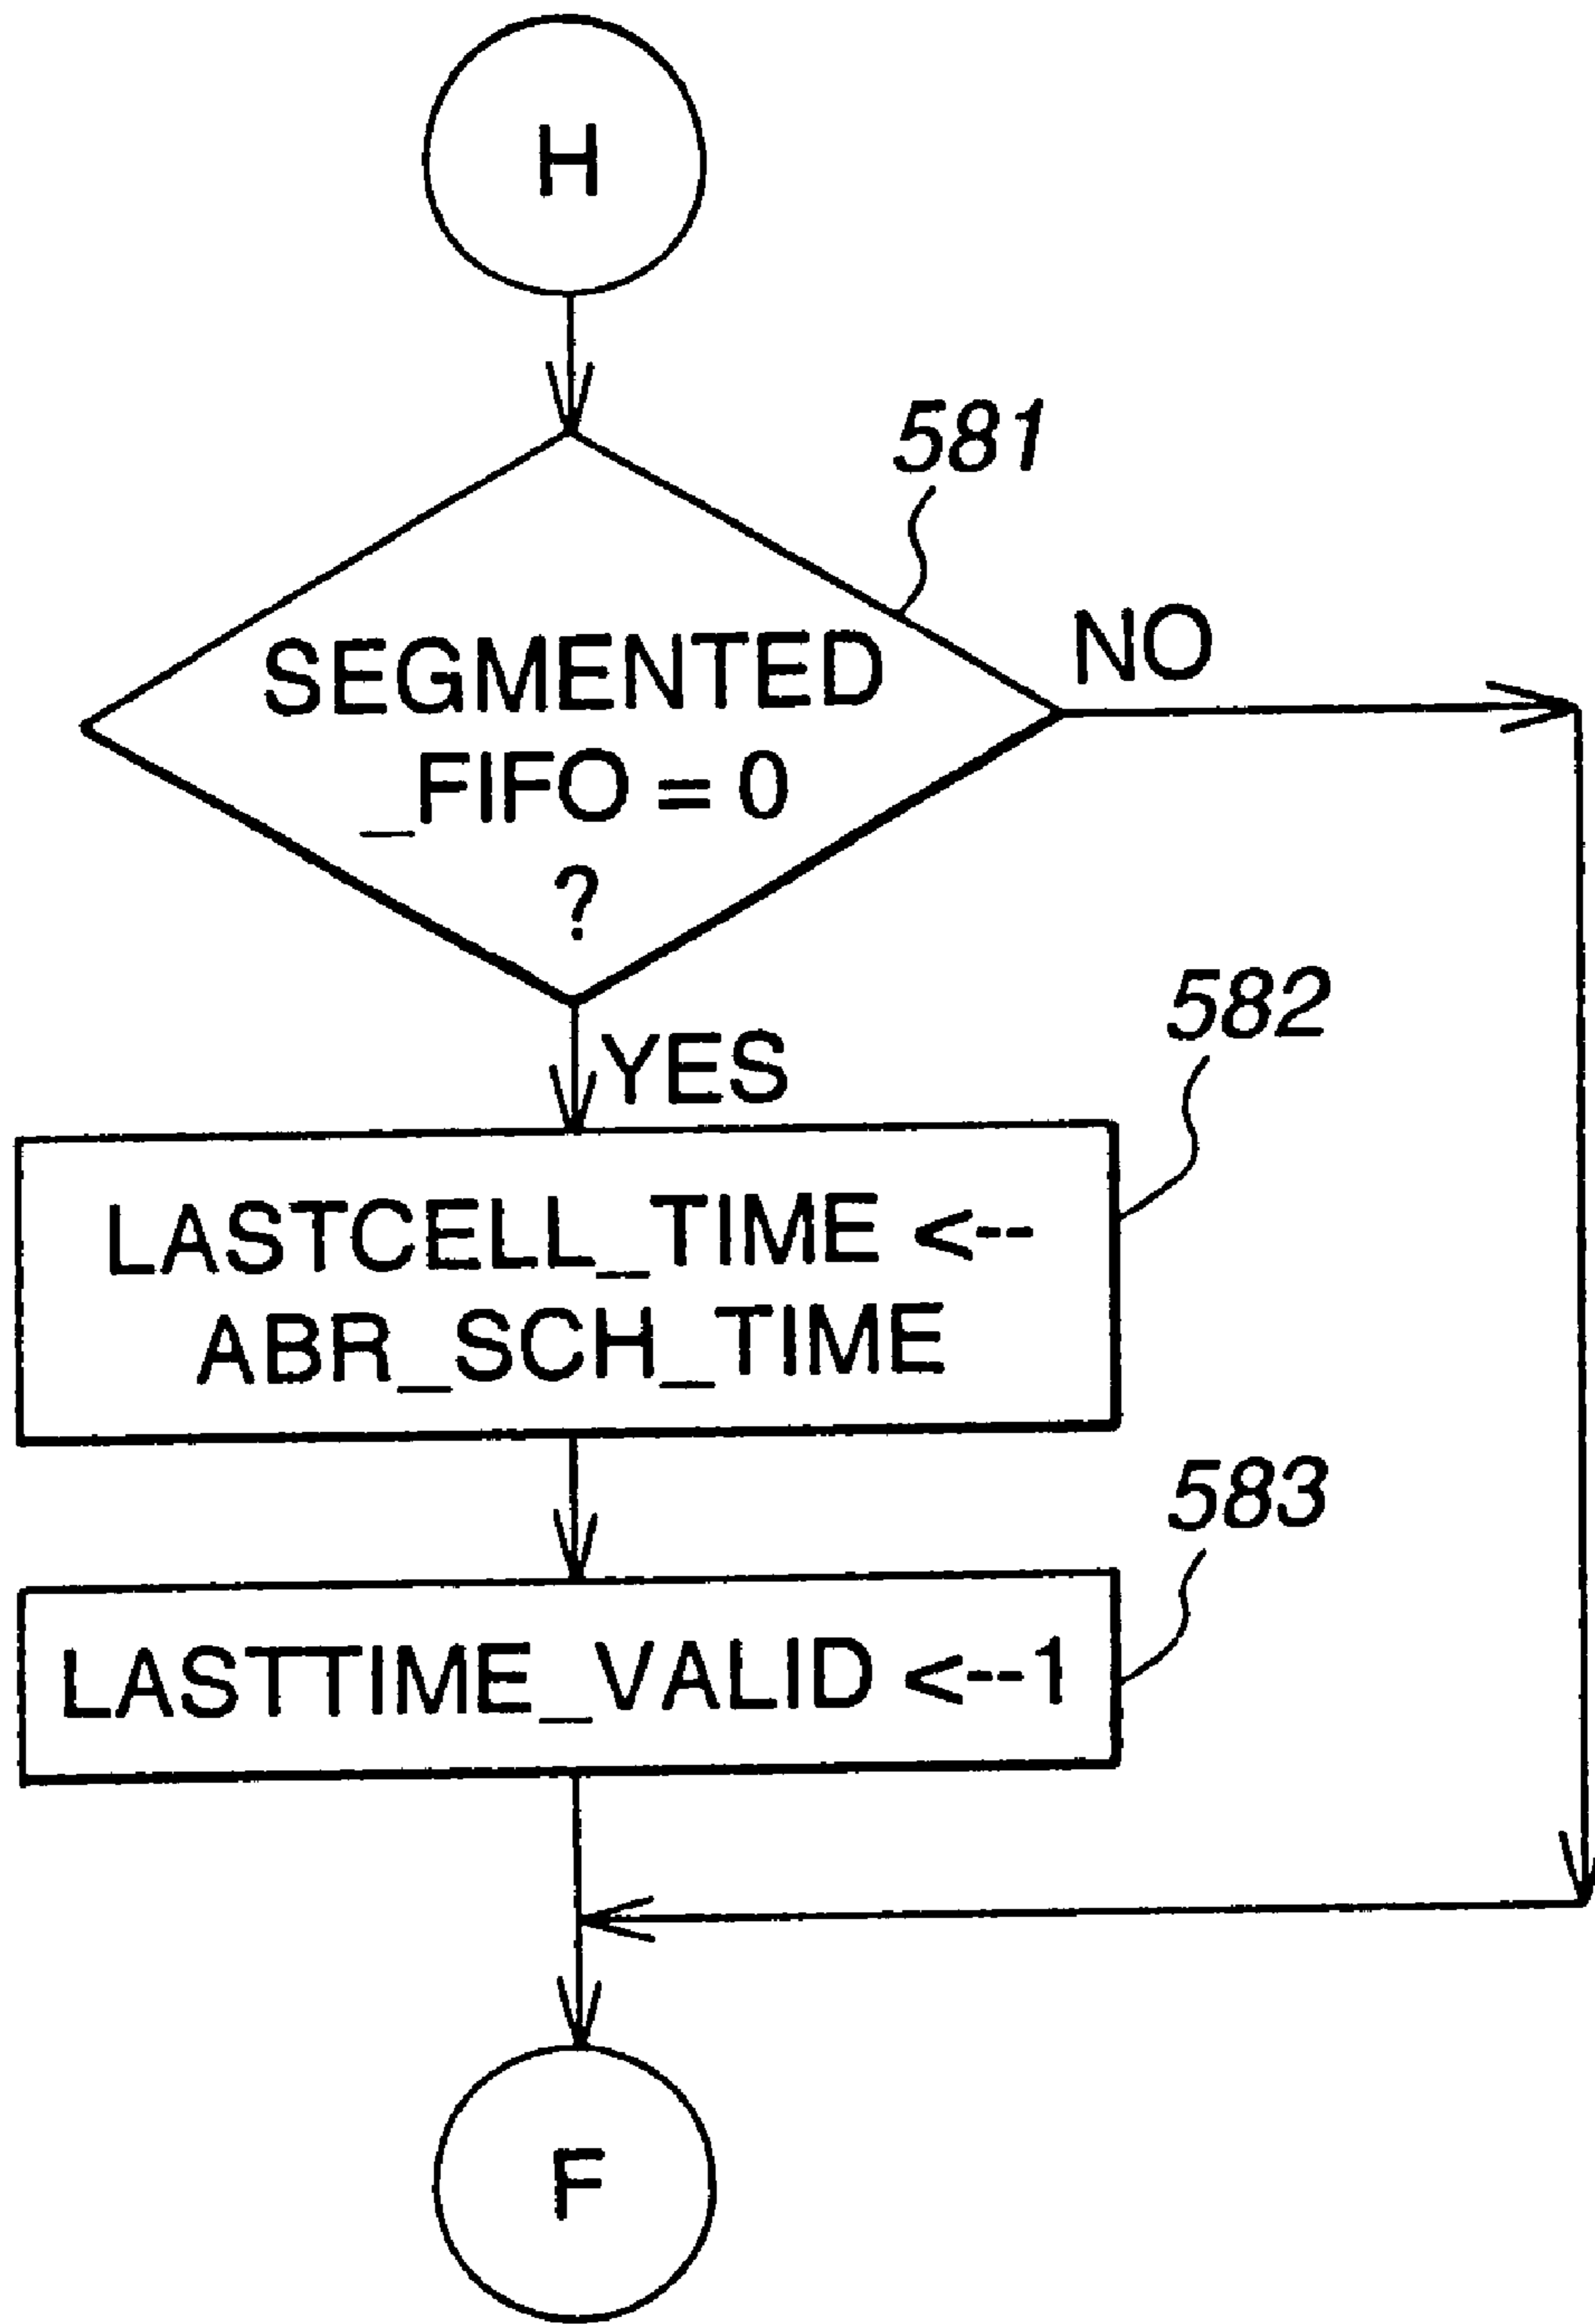 H
581
SEGMENTED
_FIFO = 0
?
NO
YES
582
LASTCELL_TIME <--
ABR_SCH_TIME
583
LASTTIME_VALID <--1
F